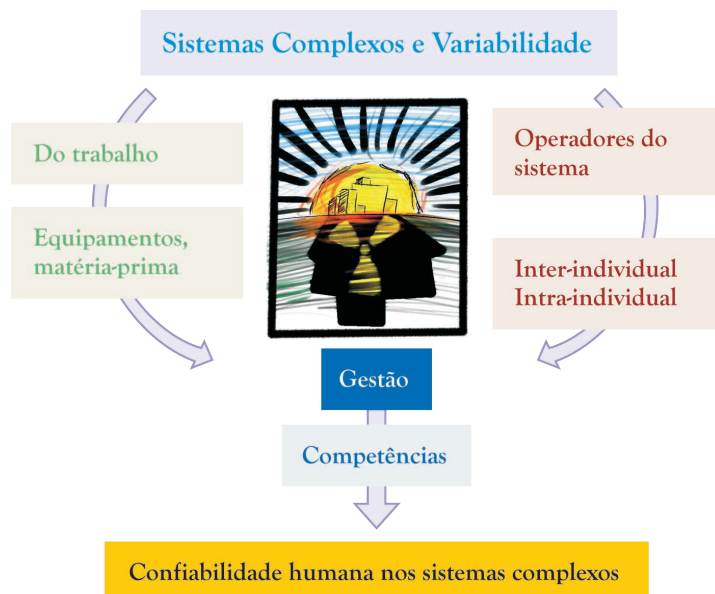 Sistemas Complexos e Variabilidade
Do trabalho
Equipamentos,
matéria-prima
Operadores do
sistema
Inter-individual
Intra-individual
Gestão
Competências
Confiabilidade humana nos sistemas complexos